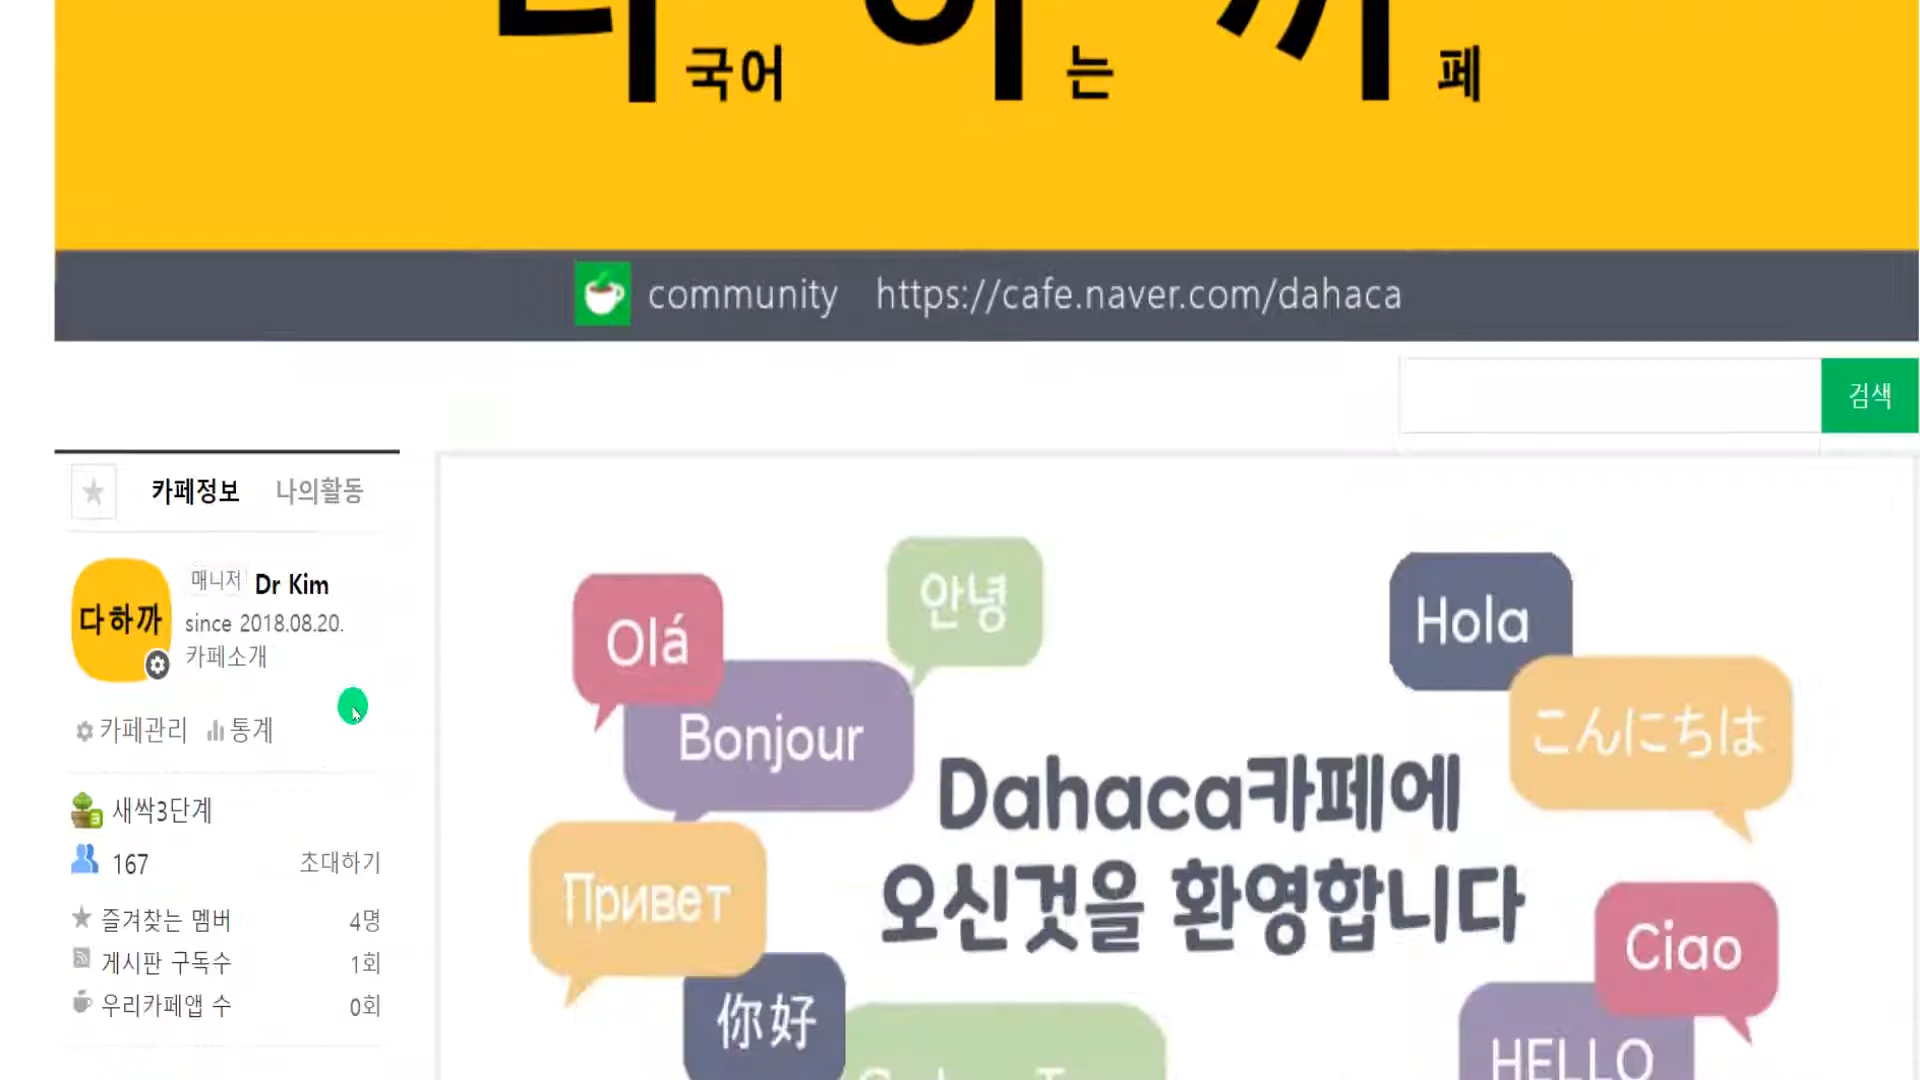 다국어 하는 까페
community https://cafe.naver.com/dahaca
검색
카페정보 나의활동
다하까
매니저 Dr Kim
since 2018.08.20.
카페소개
카페관리 통계
3 새싹3단계
167 초대하기
즐겨찾는 멤버 4명
게시판 구독수 1회
우리카페앱 수 0회
안녕
Olá
Bonjour
Hola
こんにちは
Dahaca카페에
오신것을 환영합니다
Привет
Ciao
你好
HELLO